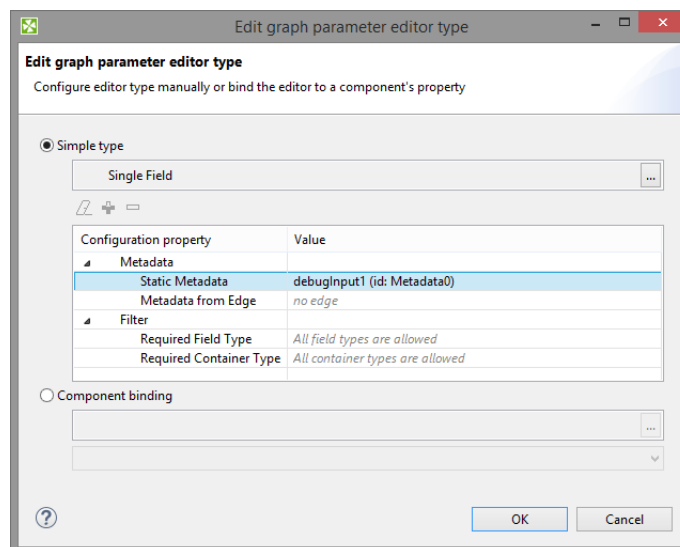 Edit graph parameter editor type
Edit graph parameter editor type
Configure editor type manually or bind the editor to a component's property
Simple type
Single Field
...
Configuration property Value
Metadata
Static Metadata debugInput1 (id: Metadata0)
Metadata from Edge no edge
Filter
Required Field Type All field types are allowed
Required Container Type All container types are allowed
Component binding
...
?
OK Cancel